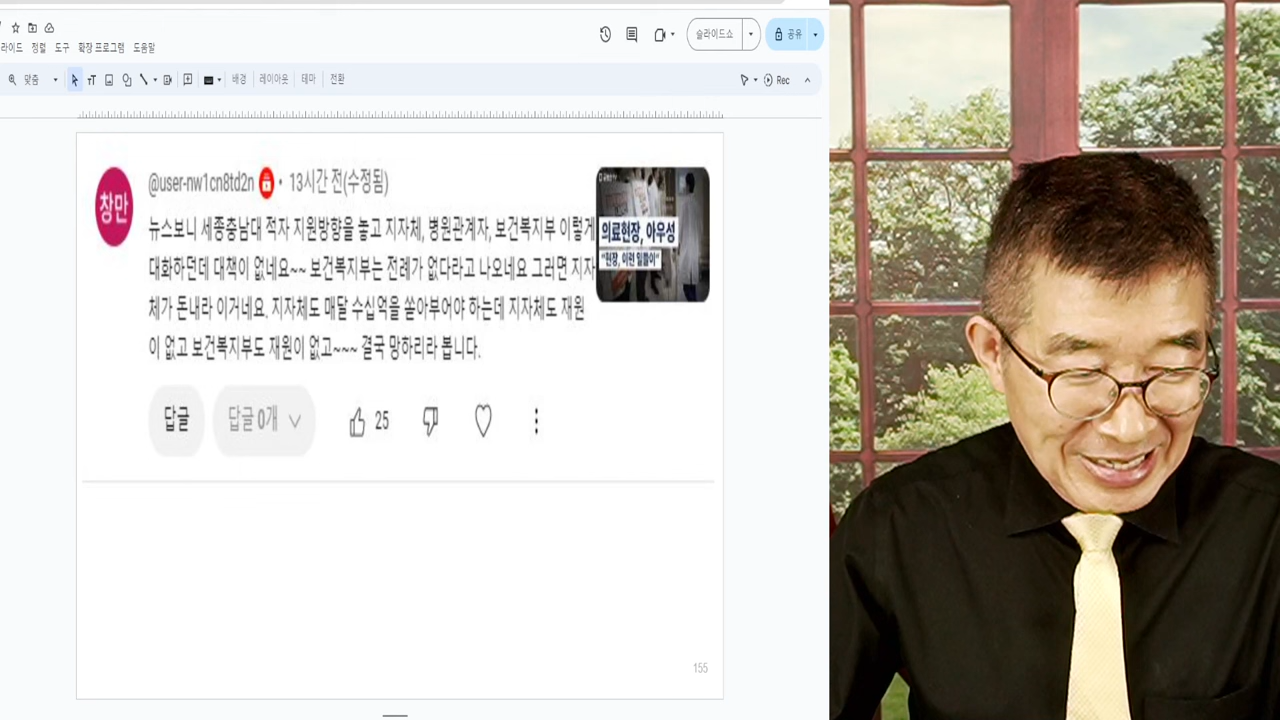 라이드 정렬 도구 확장 프로그램 도움말
슬라이드쇼
공유
맞춤
배경
레이아웃
테마
전환
Rec
창만
@user-nw1cn8td2n • 13시간 전(수정됨)
뉴스보니 세종충남대 적자 지원방향을 놓고 지자체, 병원관계자, 보건복지부 이렇게
대화하던데 대책이 없네요~~ 보건복지부는 전례가 없다라고 나오네요 그러면 지자
체가 돈내라 이거네요. 지자체도 매달 수십억을 쏟아부어야 하는데 지자체도 재원
이 없고 보건복지부도 재원이 없고~~~ 결국 망하리라 봅니다.
의료현장, 아우성
"현장, 이런 일들이"
답글
답글 0개
25
155